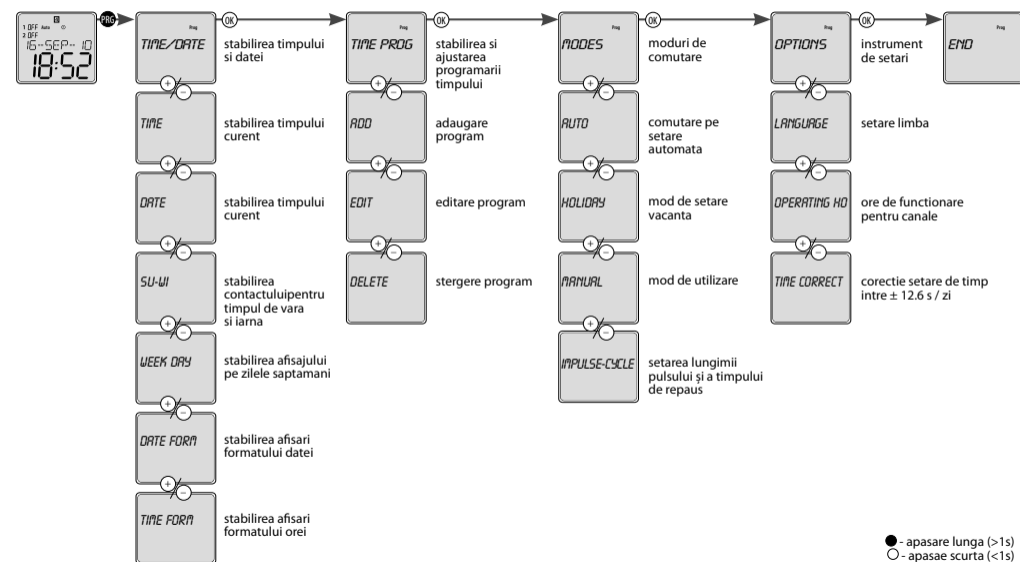 1 OFF Auto
2 OFF
16--SEP-- 10
18:52
PRG
Prog
TIME/DATE
stabilirea timpului
si datei
+
-
TIME
stabilirea timpului
curent
+
-
DATE
stabilirea timpului
curent
+
-
SU-WI
stabilirea
contactuluipentru
timpul de vara
si iarna
+
-
WEEK DAY
stabilirea afisajului
pe zilele saptamani
+
-
DATE FORM
stabilirea afisari
formatului datei
+
-
TIME FORM
stabilirea afisari
formatului orei
OK
Prog
TIME PROG
stabilirea si
ajustarea
programarii
timpului
+
-
ADD
adaugare
program
+
-
EDIT
editare program
+
-
DELETE
stergere program
OK
Prog
MODES
moduri de
comutare
+
-
AUTO
comutare pe
setare
automata
+
-
HOLIDAY
mod de setare
vacanta
+
-
MANUAL
mod de utilizare
+
-
IMPULSE-CYCLE
setarea lungimii
pulsului și a timpului
de repaus
OK
Prog
OPTIONS
instrument
de setari
+
-
LANGUAGE
setare limba
+
-
OPERATING HO
ore de functionare
pentru canale
+
-
TIME CORRECT
corectie setare de timp
intre ± 12.6 s / zi
OK
Prog
END
- apasare lunga (>1s)
- apasae scurta (<1s)